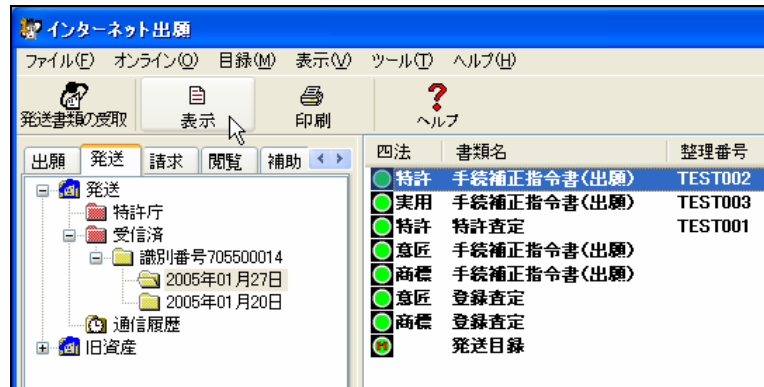 インターネット出願
ファイル(F) オンライン(O) 目録(M) 表示(V) ツール(T) ヘルプ(H)
発送書類の受取 表示 印刷 ヘルプ
出願 発送 請求 閲覧 補助
発送
特許庁
受信済
識別番号705500014
2005年01月27日
2005年01月20日
通信履歴
旧資産
四法 書類名 整理番号
特許 手続補正指令書(出願) TEST002
実用 手続補正指令書(出願) TEST003
特許 特許査定 TEST001
意匠 手続補正指令書(出願)
商標 手続補正指令書(出願)
意匠 登録査定
商標 登録査定
発送目録